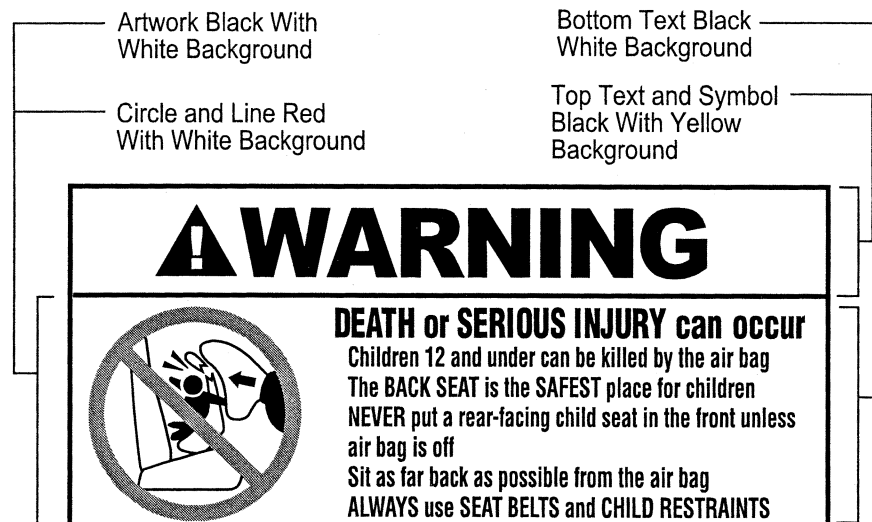 Artwork Black With
White Background
Bottom Text Black
White Background
Circle and Line Red
With White Background
Top Text and Symbol
Black With Yellow
Background
WARNING
DEATH or SERIOUS INJURY can occur
Children 12 and under can be killed by the air bag
The BACK SEAT is the SAFEST place for children
NEVER put a rear-facing child seat in the front unless
air bag is off
Sit as far back as possible from the air bag
ALWAYS use SEAT BELTS and CHILD RESTRAINTS